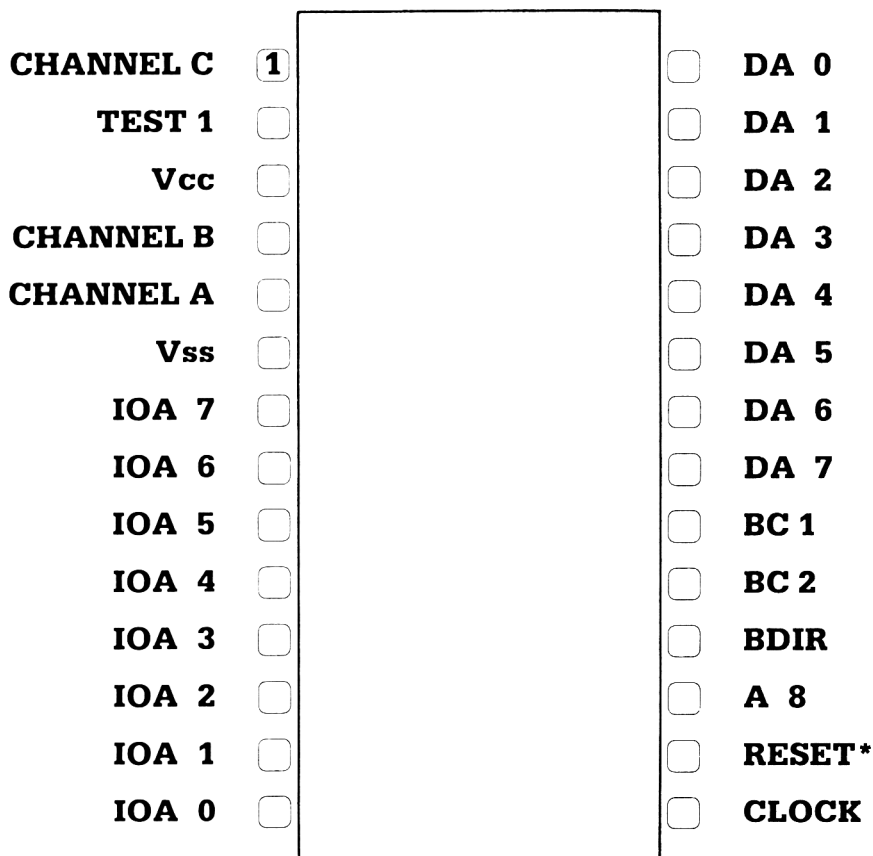 CHANNEL C 1 DA 0
TEST 1 DA 1
Vcc DA 2
CHANNEL B DA 3
CHANNEL A DA 4
Vss DA 5
IOA 7 DA 6
IOA 6 DA 7
IOA 5 BC 1
IOA 4 BC 2
IOA 3 BDIR
IOA 2 A 8
IOA 1 RESET*
IOA 0 CLOCK